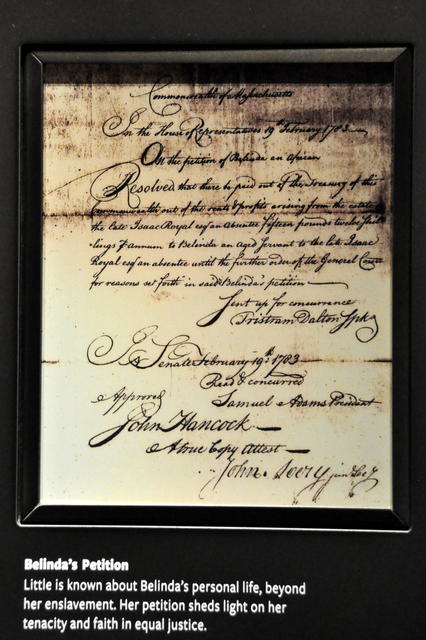 Commonwealth of Massachusetts
In the House of Representatives 19th February 1783
On the petition of Belinda an African
Resolved that there be paid out of the Treasury of this
Commonwealth out of the rents & profits arising from the estate
the late Isaac Royal esqr an absentee fifteen pounds twelve shil
lings & annum to Belinda an aged servant to the late Isaac
Royal esqr an absentee until the further order of the General Court
for reasons set forth in said Belinda's petition
Sent up for concurrence
Tristram Dalton Spkr
In Senate February 19th 1783
Read & concurred
Approved
Samuel Adams President
John Hancock
A true Copy Attest
John Avery jun Secy
Belinda's Petition
Little is known about Belinda's personal life, beyond
her enslavement. Her petition sheds light on her
tenacity and faith in equal justice.